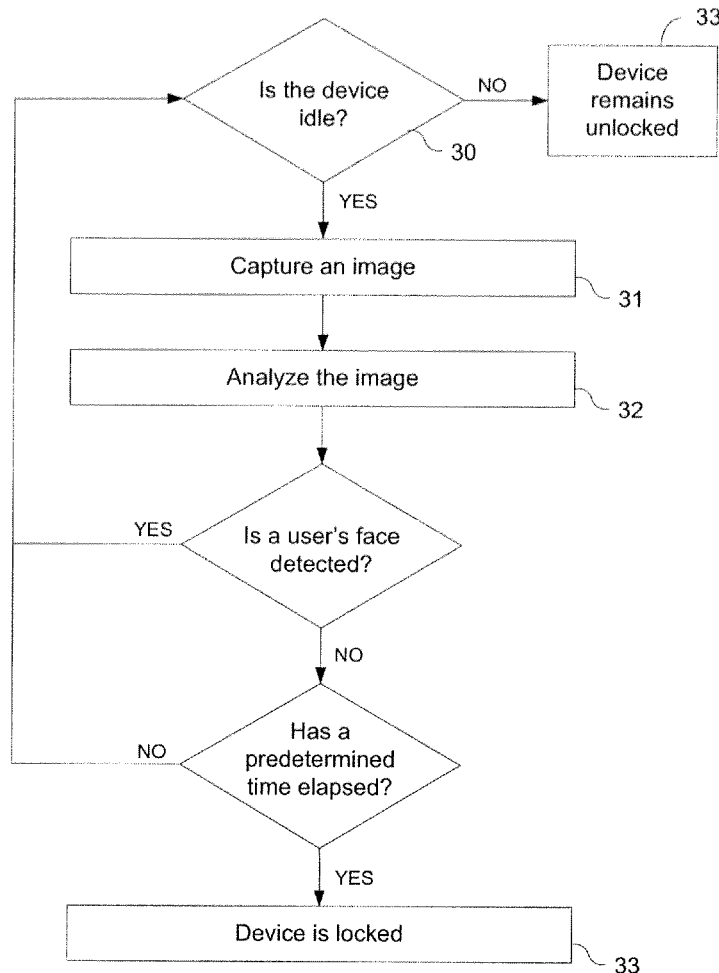 33
Is the device
idle?
NO
Device
remains
unlocked
30
YES
Capture an image
31
Analyze the image
32
YES
Is a user's face
detected?
NO
NO
Has a
predetermined
time elapsed?
YES
Device is locked
33